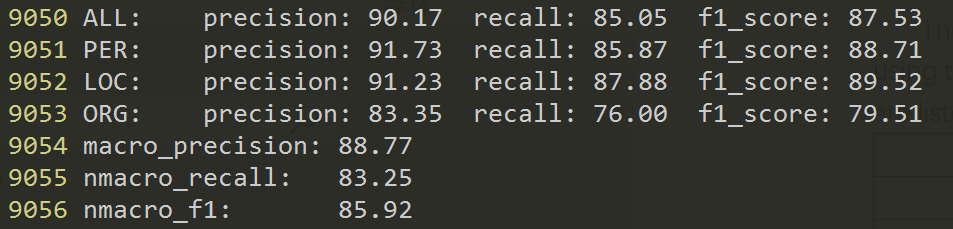 9050 ALL: precision: 90.17 recall: 85.05 f1_score: 87.53
9051 PER: precision: 91.73 recall: 85.87 f1_score: 88.71
9052 LOC: precision: 91.23 recall: 87.88 f1_score: 89.52
9053 ORG: precision: 83.35 recall: 76.00 f1_score: 79.51
9054 macro_precision: 88.77
9055 nmacro_recall: 83.25
9056 nmacro_f1: 85.92